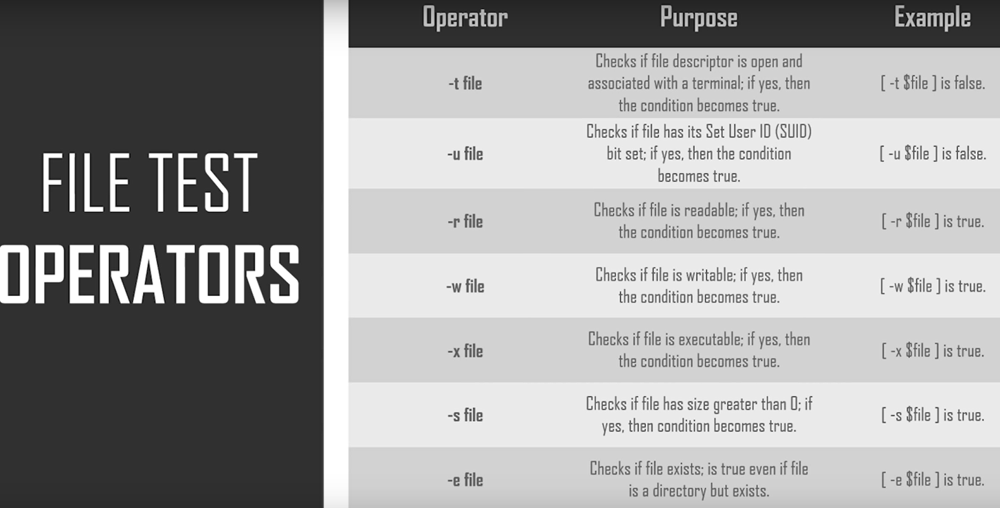 FILE TEST
OPERATORS
Operator Purpose Example
-t file
Checks if file descriptor is open and
associated with a terminal; if yes, then
the condition becomes true.
[ -t $file ] is false.
-u file
Checks if file has its Set User ID (SUID)
bit set; if yes, then the condition
becomes true.
[ -u $file ] is false.
-r file
Checks if file is readable; if yes, then
the condition becomes true.
[ -r $file ] is true.
-w file
Checks if file is writable; if yes, then
the condition becomes true.
[ -w $file ] is true.
-x file
Checks if file is executable; if yes, then
the condition becomes true.
[ -x $file ] is true.
-s file
Checks if file has size greater than 0; if
yes, then condition becomes true.
[ -s $file ] is true.
-e file
Checks if file exists; is true even if file
is a directory but exists.
[ -e $file ] is true.